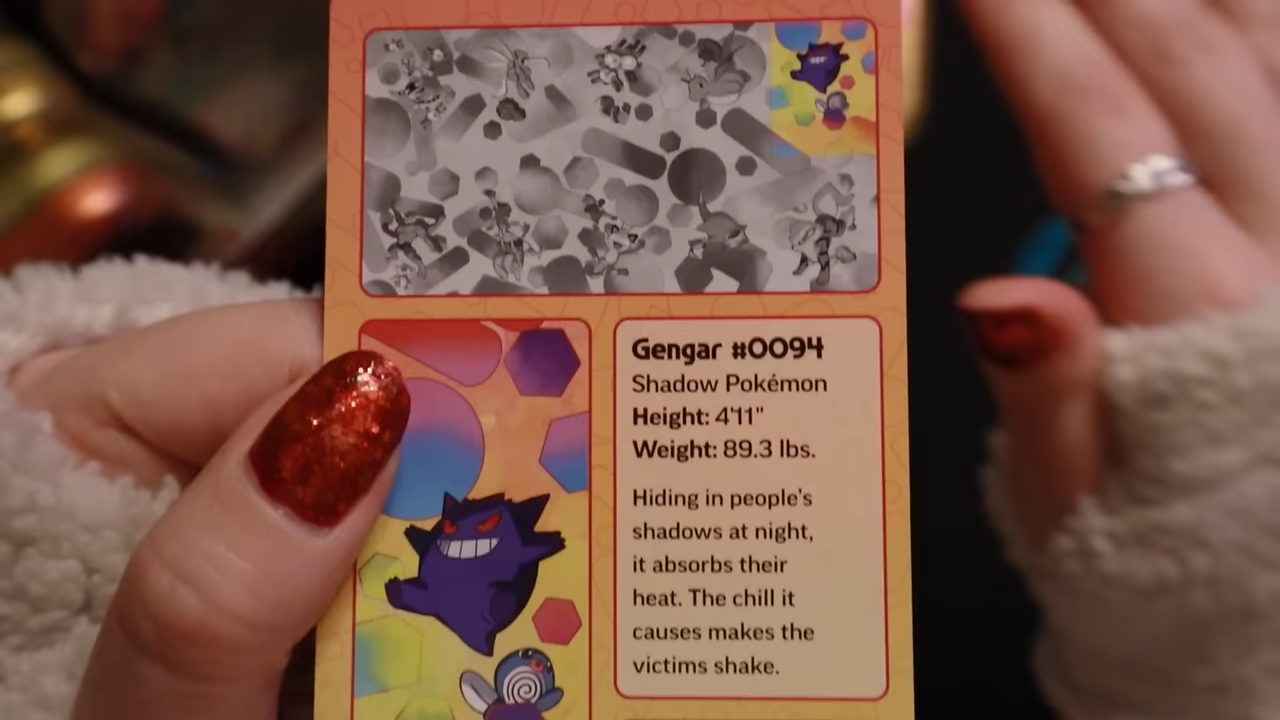 Gengar #0094
Shadow Pokémon
Height: 4'11"
Weight: 89.3 lbs.
Hiding in people's
shadows at night,
it absorbs their
heat. The chill it
causes makes the
victims shake.